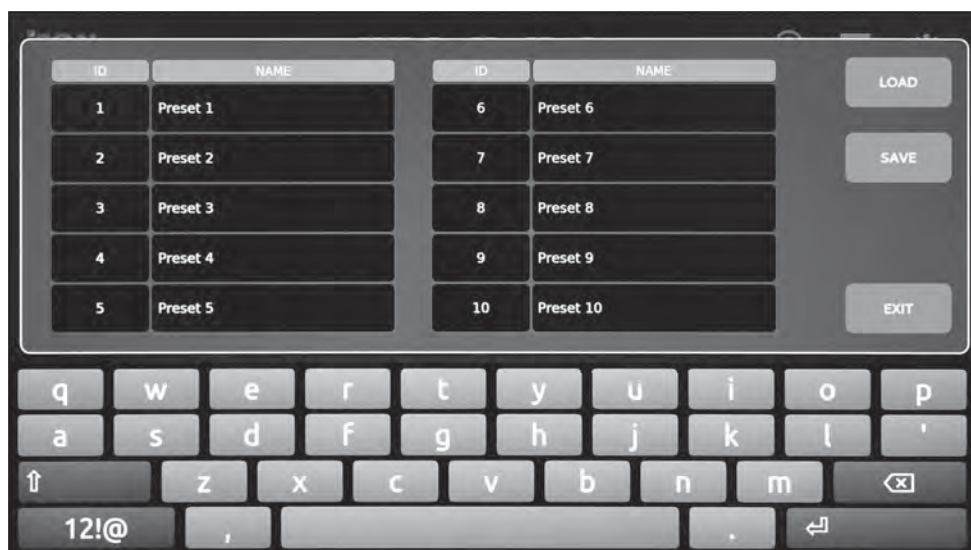 ID NAME ID NAME LOAD
1 Preset 1 6 Preset 6
2 Preset 2 7 Preset 7 SAVE
3 Preset 3 8 Preset 8
4 Preset 4 9 Preset 9
5 Preset 5 10 Preset 10 EXIT
q w e r t y u i o p
a s d f g h j k l '
z x c v b n m
12!@ , .